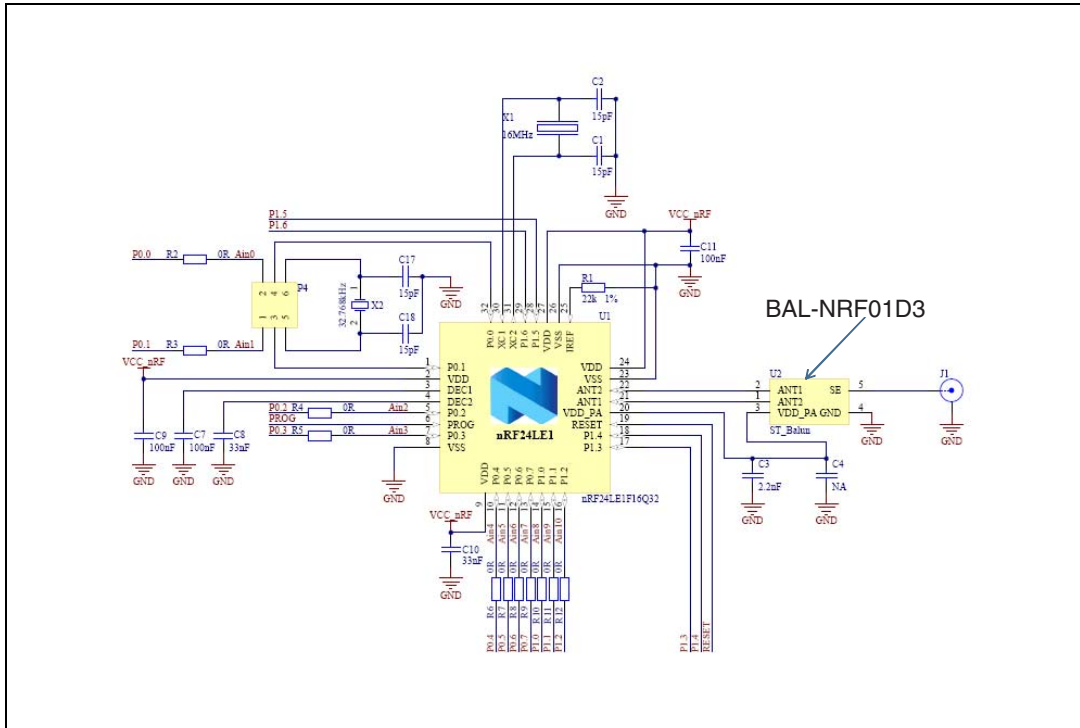 C2
15pF
X1
16MHz
C1
15pF
GND
P1.5
P1.6
VCC_nRF
C11
100nF
GND
P0.0 R2 0R Ain0
2 4 6
P4
1 3 5
P0.1 R3 0R Ain1
C17
15pF
GND
1
X2
32.768kHz
2
C18
15pF
R1
22k 1%
32 30 31 29 28 27 26 25
P0.0 XC1 XC2 P1.6 P1.5 VDD VSS IREF
U1
BAL-NRF01D3
VCC_nRF
1 P0.1
2 VDD
3 DEC1
4 DEC2
5 P0.2
6 PROG
7 P0.3
8 VSS
VDD 24
VSS 23
ANT2 22
ANT1 21
VDD_PA 20
RESET 19
P1.4 18
P1.3 17
nRF24LE1
nRF24LE1F16Q32
P0.2 R4 0R Ain2
PROG
P0.3 R5 0R Ain3
C9
100nF
GND
C7
100nF
GND
C8
33nF
GND
GND
U2
2 ANT1 SE 5
1 ANT2
3 VDD_PA GND 4
ST_Balun
J1
GND
GND
C3
2.2nF
GND
C4
NA
GND
VDD P0.4 P0.5 P0.6 P0.7 P1.0 P1.1 P1.2
9 10 11 12 13 14 15 16
VCC_nRF
C10
33nF
GND
Ain4 Ain5 Ain6 Ain7 Ain8 Ain9 Ain10
0R 0R 0R 0R 0R 0R 0R
R6 R7 R8 R9 R10 R11 R12
P0.4 P0.5 P0.6 P0.7 P1.0 P1.1 P1.2
P1.3 P1.4 RESET